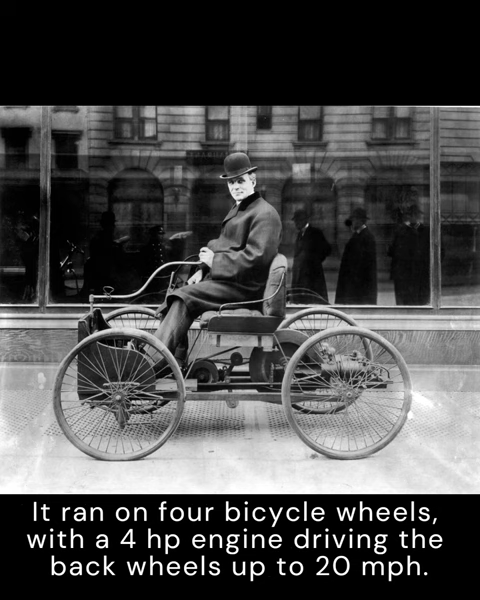 It ran on four bicycle wheels,
with a 4 hp engine driving the
back wheels up to 20 mph.